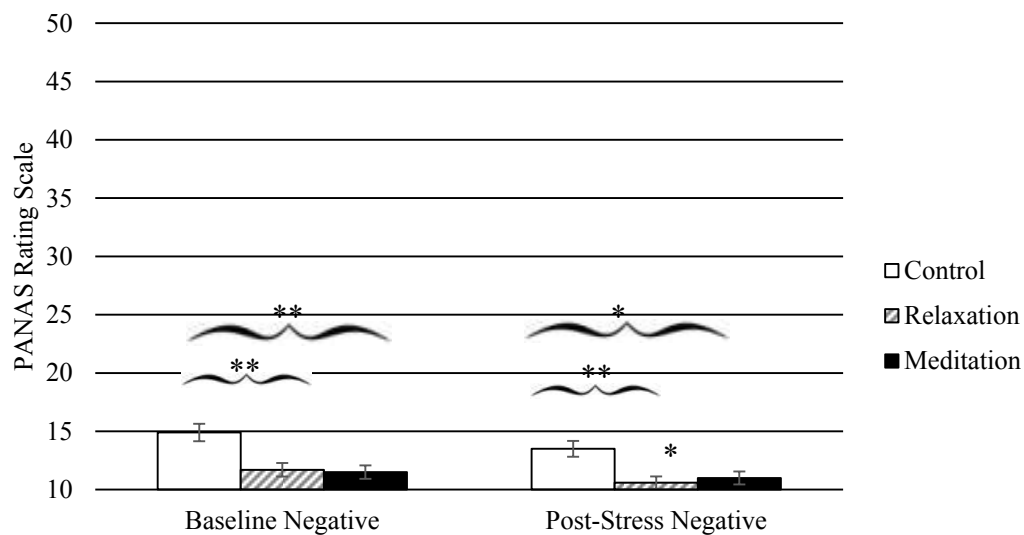 50
45
40
35
30
25
20
15
10
PANAS Rating Scale
**
**
*
**
*
Baseline Negative
Post-Stress Negative
Control
Relaxation
Meditation